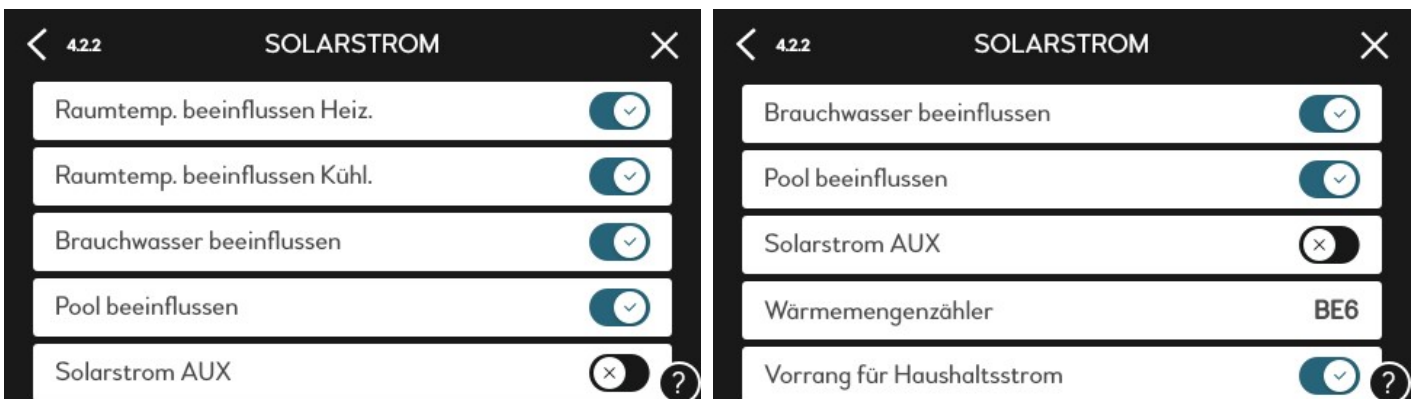 4.2.2 SOLARSTROM
Raumtemp. beeinflussen Heiz.
Raumtemp. beeinflussen Kühl.
Brauchwasser beeinflussen
Pool beeinflussen
Solarstrom AUX
?
4.2.2 SOLARSTROM
Brauchwasser beeinflussen
Pool beeinflussen
Solarstrom AUX
Wärmemengenzähler BE6
Vorrang für Haushaltsstrom
?